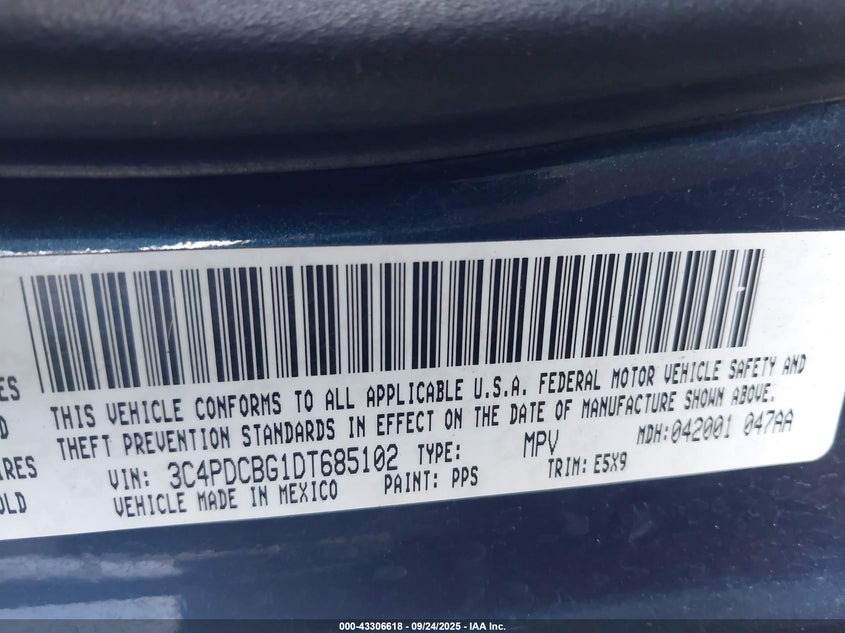 THIS VEHICLE CONFORMS TO ALL APPLICABLE U.S.A. FEDERAL MOTOR VEHICLE SAFETY AND
THEFT PREVENTION STANDARDS IN EFFECT ON THE DATE OF MANUFACTURE SHOWN ABOVE.
VIN: 3C4PDCBG1DT685102 TYPE: MPV MDH:042001 047AA
VEHICLE MADE IN MEXICO PAINT: PPS TRIM: E5X9
ES
D
IRES
OLD
000-43306618 - 09/24/2025 - IAA Inc.